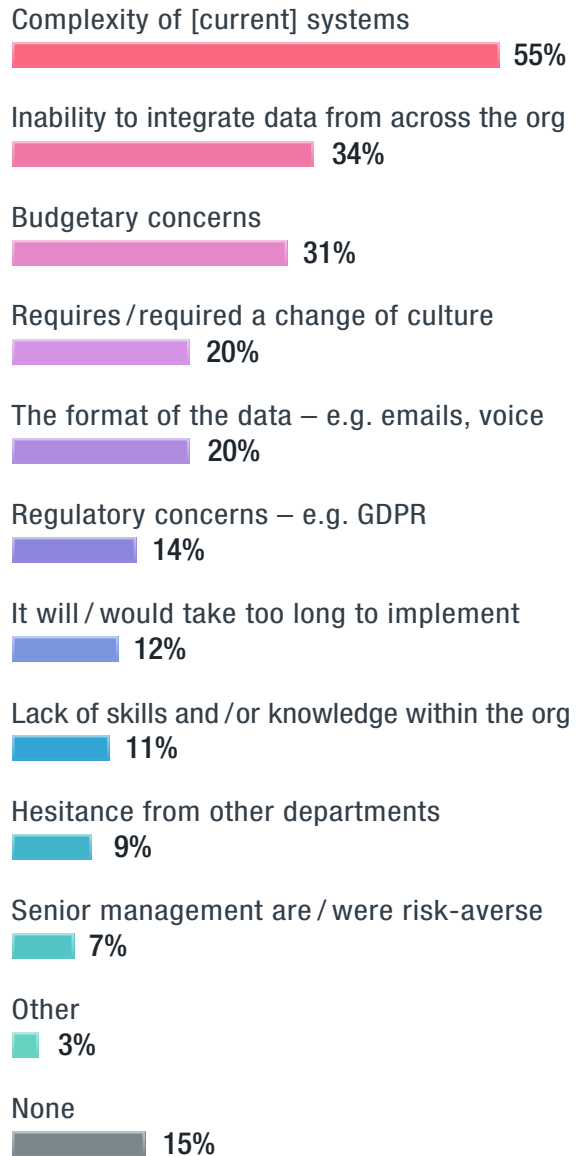 Complexity of [current] systems
55%
Inability to integrate data from across the org
34%
Budgetary concerns
31%
Requires / required a change of culture
20%
The format of the data – e.g. emails, voice
20%
Regulatory concerns – e.g. GDPR
14%
It will / would take too long to implement
12%
Lack of skills and / or knowledge within the org
11%
Hesitance from other departments
9%
Senior management are / were risk-averse
7%
Other
3%
None
15%